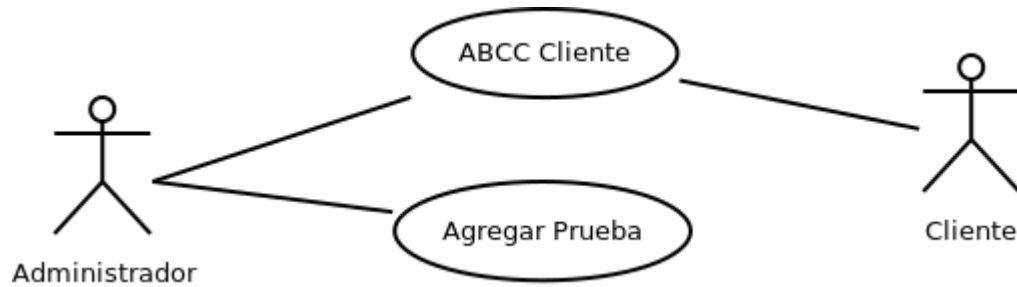 ABCC Cliente
Agregar Prueba
Cliente
Administrador